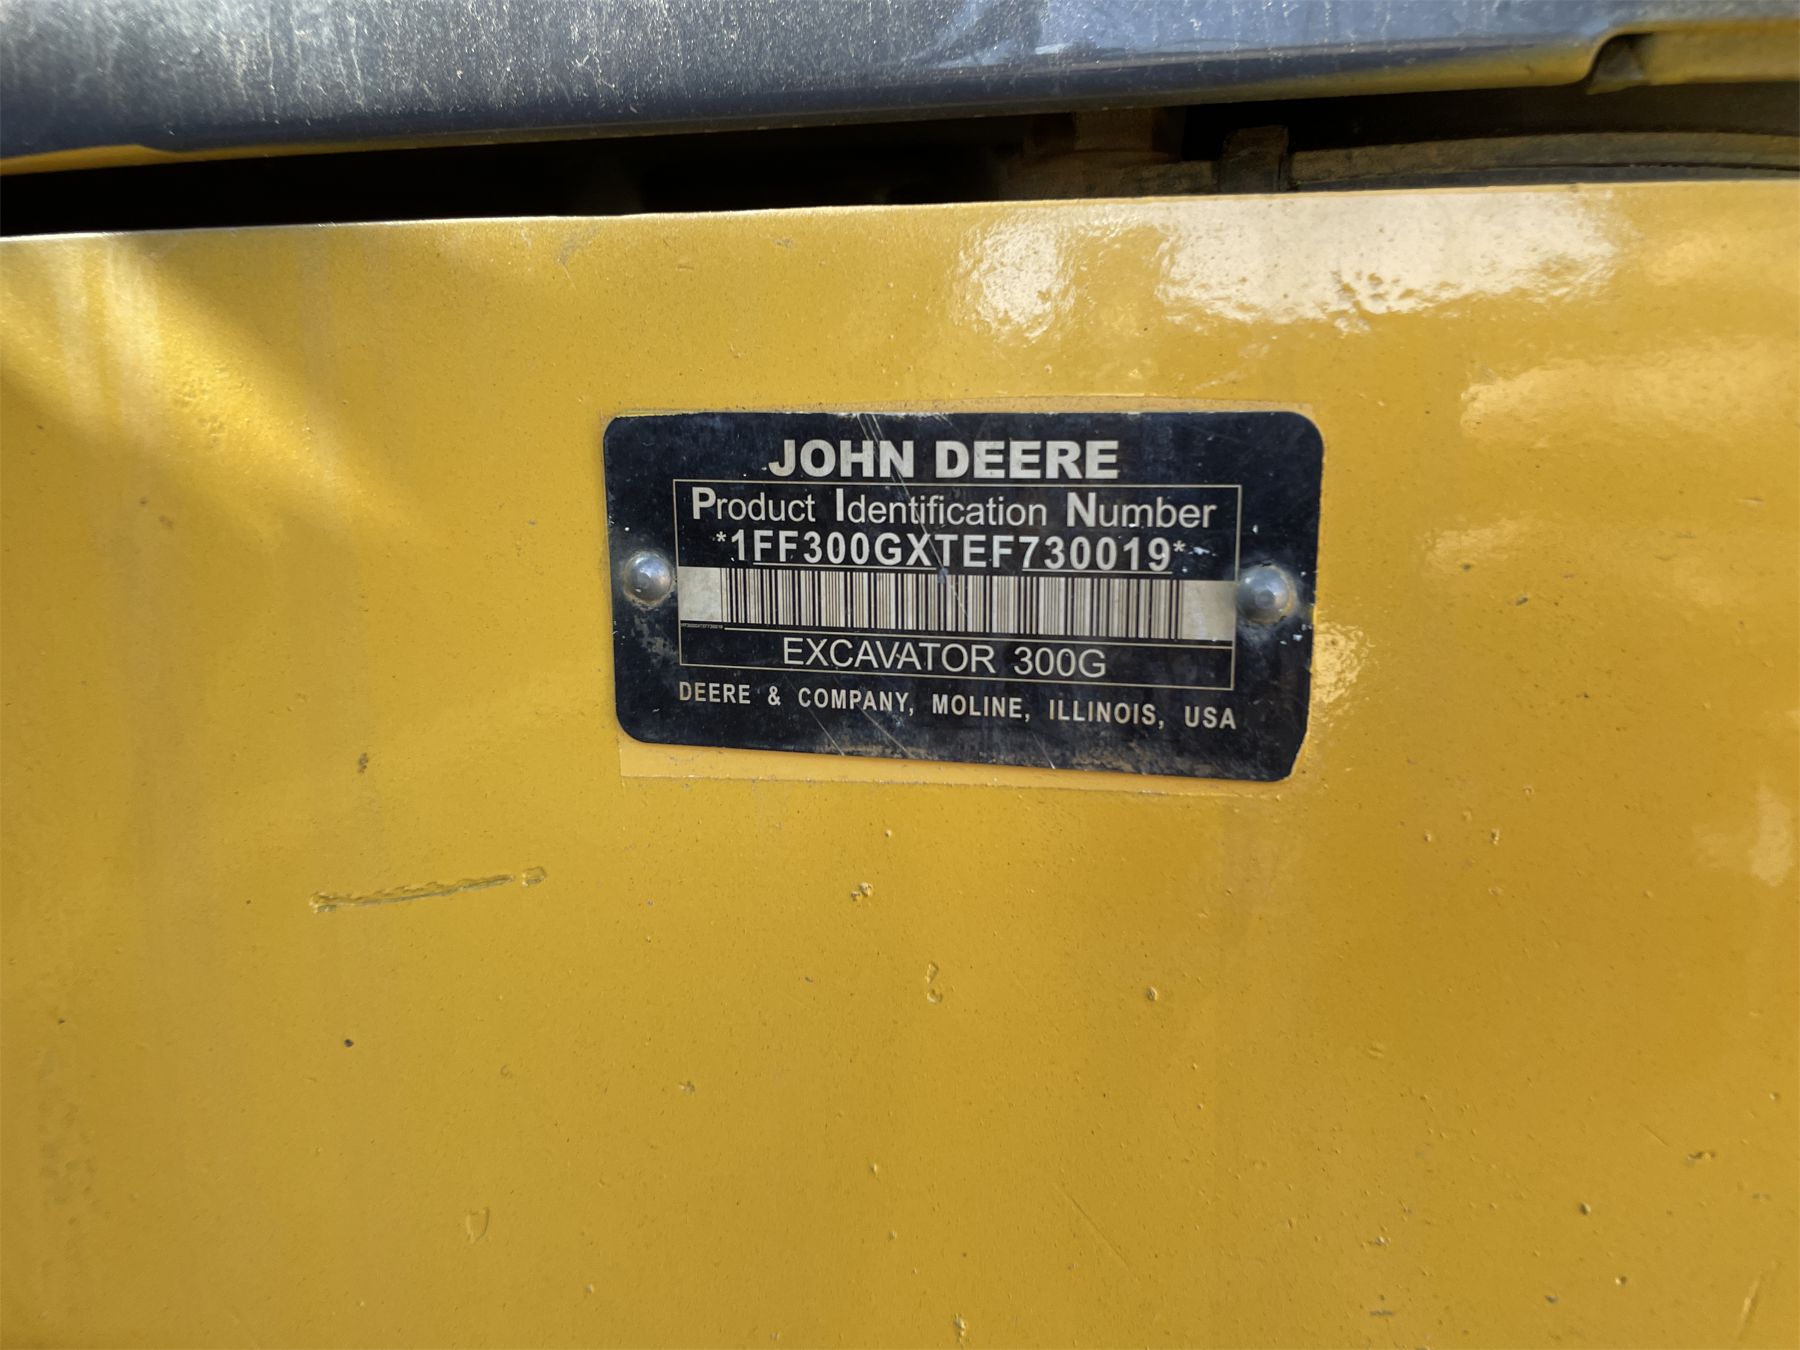 JOHN DEERE
Product Identification Number
*1FF300GXTEF730019*
EXCAVATOR 300G
DEERE & COMPANY, MOLINE, ILLINOIS, USA